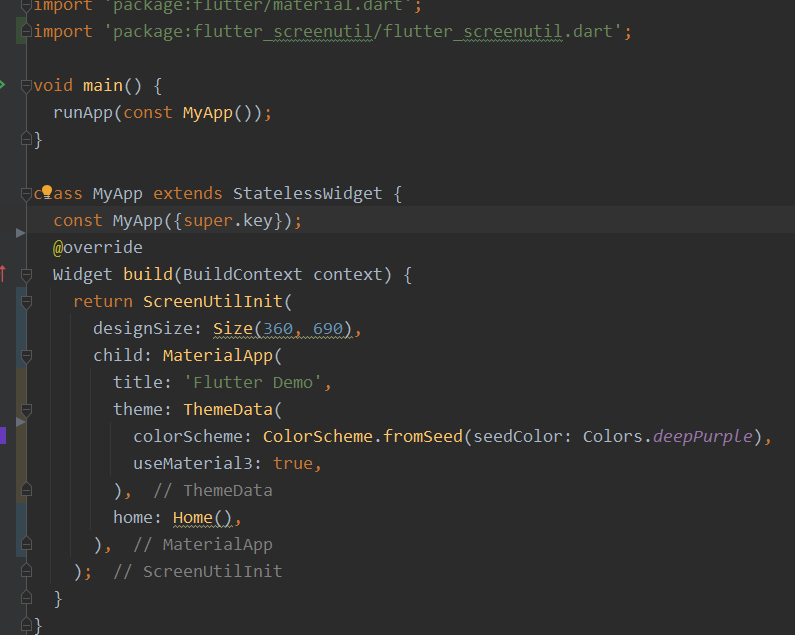 import 'package:flutter/material.dart';
import 'package:flutter_screenutil/flutter_screenutil.dart';
void main() {
runApp(const MyApp());
}
class MyApp extends StatelessWidget {
const MyApp({super.key});
@override
Widget build(BuildContext context) {
return ScreenUtilInit(
designSize: Size(360, 690),
child: MaterialApp(
title: 'Flutter Demo',
theme: ThemeData(
colorScheme: ColorScheme.fromSeed(seedColor: Colors.deepPurple),
useMaterial3: true,
), // ThemeData
home: Home(),
), // MaterialApp
); // ScreenUtilInit
}
}